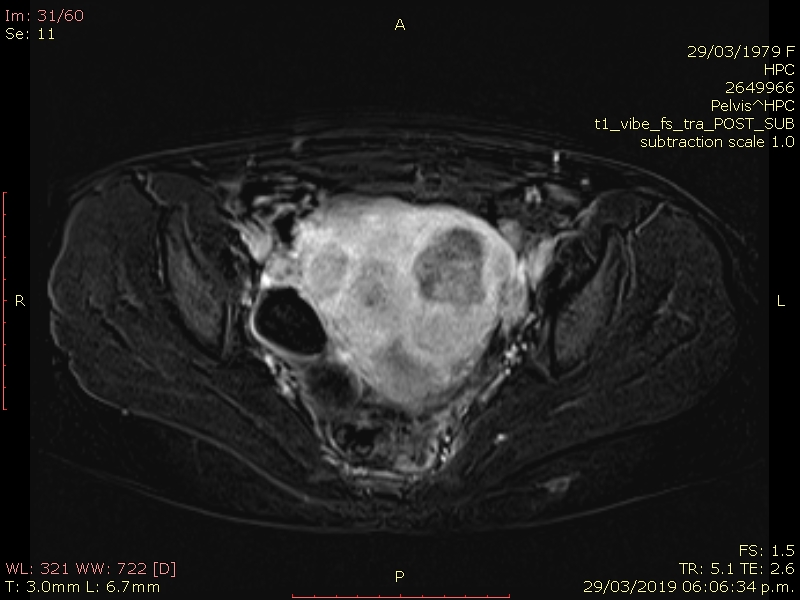 Im: 31/60
Se: 11
A
29/03/1979 F
HPC
2649966
Pelvis^HPC
t1_vibe_fs_tra_POST_SUB
subtraction scale 1.0
R
L
WL: 321 WW: 722 [D]
T: 3.0mm L: 6.7mm
P
FS: 1.5
TR: 5.1 TE: 2.6
29/03/2019 06:06:34 p.m.